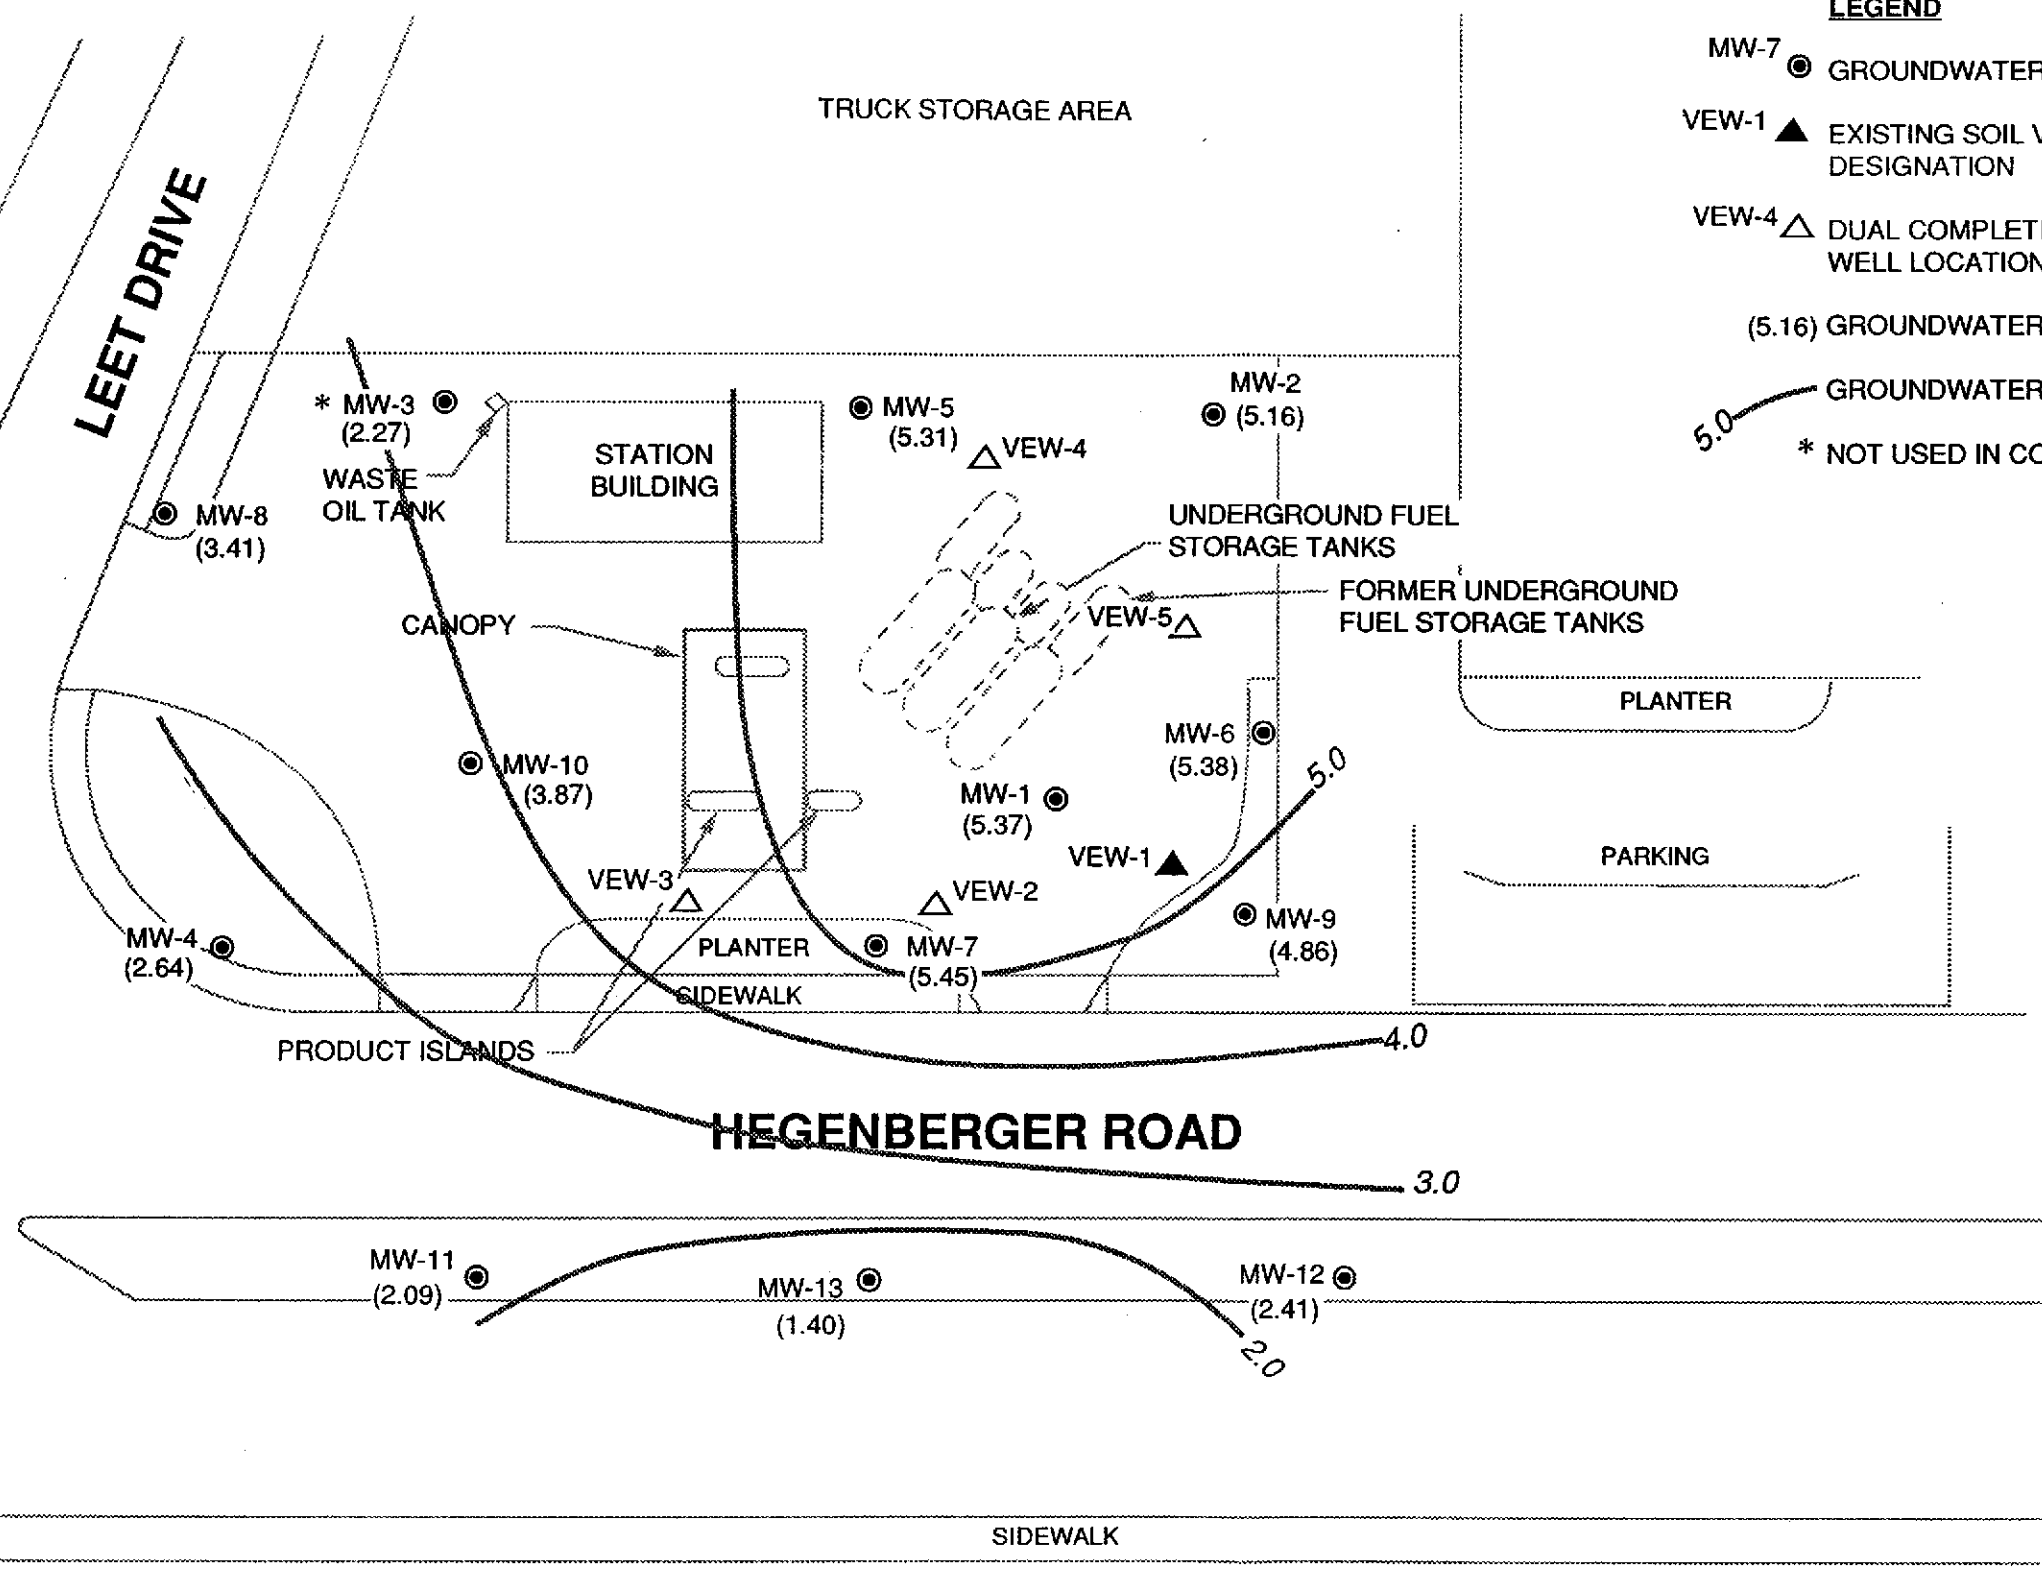 LEGEND
MW-7
GROUNDWATER
VEW-1
EXISTING SOIL
DESIGNATION
VEW-4
DUAL
WELL LOCATION
(5.16) GROUNDWATER
5.0
GROUNDWATER
* NOT USED IN
TRUCK STORAGE AREA
LEET DRIVE
* MW-3
(2.27)
WASTE
OIL TANK
STATION
BUILDING
MW-5
(5.31)
VEW-4
MW-2
(5.16)
MW-8
(3.41)
UNDERGROUND FUEL
STORAGE TANKS
FORMER UNDERGROUND
FUEL STORAGE TANKS
VEW-5
CANOPY
PLANTER
MW-6
(5.38)
MW-10
(3.87)
MW-1
(5.37)
5.0
VEW-1
PARKING
VEW-3
VEW-2
MW-9
(4.86)
MW-4
(2.64)
PLANTER
MW-7
(5.45)
SIDEWALK
PRODUCT ISLANDS
4.0
HEGENBERGER ROAD
3.0
MW-11
(2.09)
MW-13
(1.40)
MW-12
(2.41)
2.0
SIDEWALK